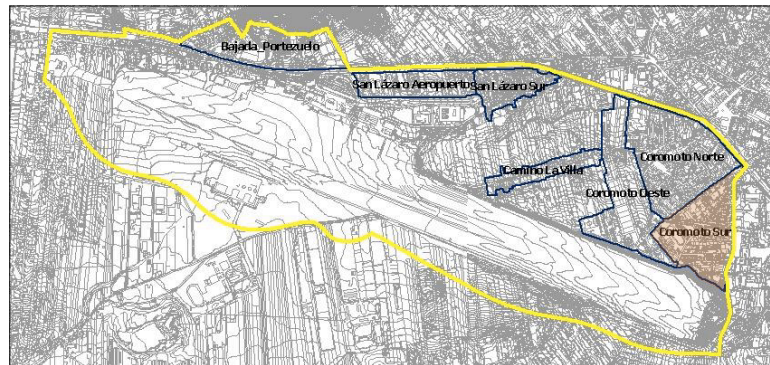 Bajada_Portezuelo
San Lázaro Aeropuerto
San Lázaro Sur
Coromoto Norte
Camino La Villa
Coromoto Oeste
Coromoto Sur